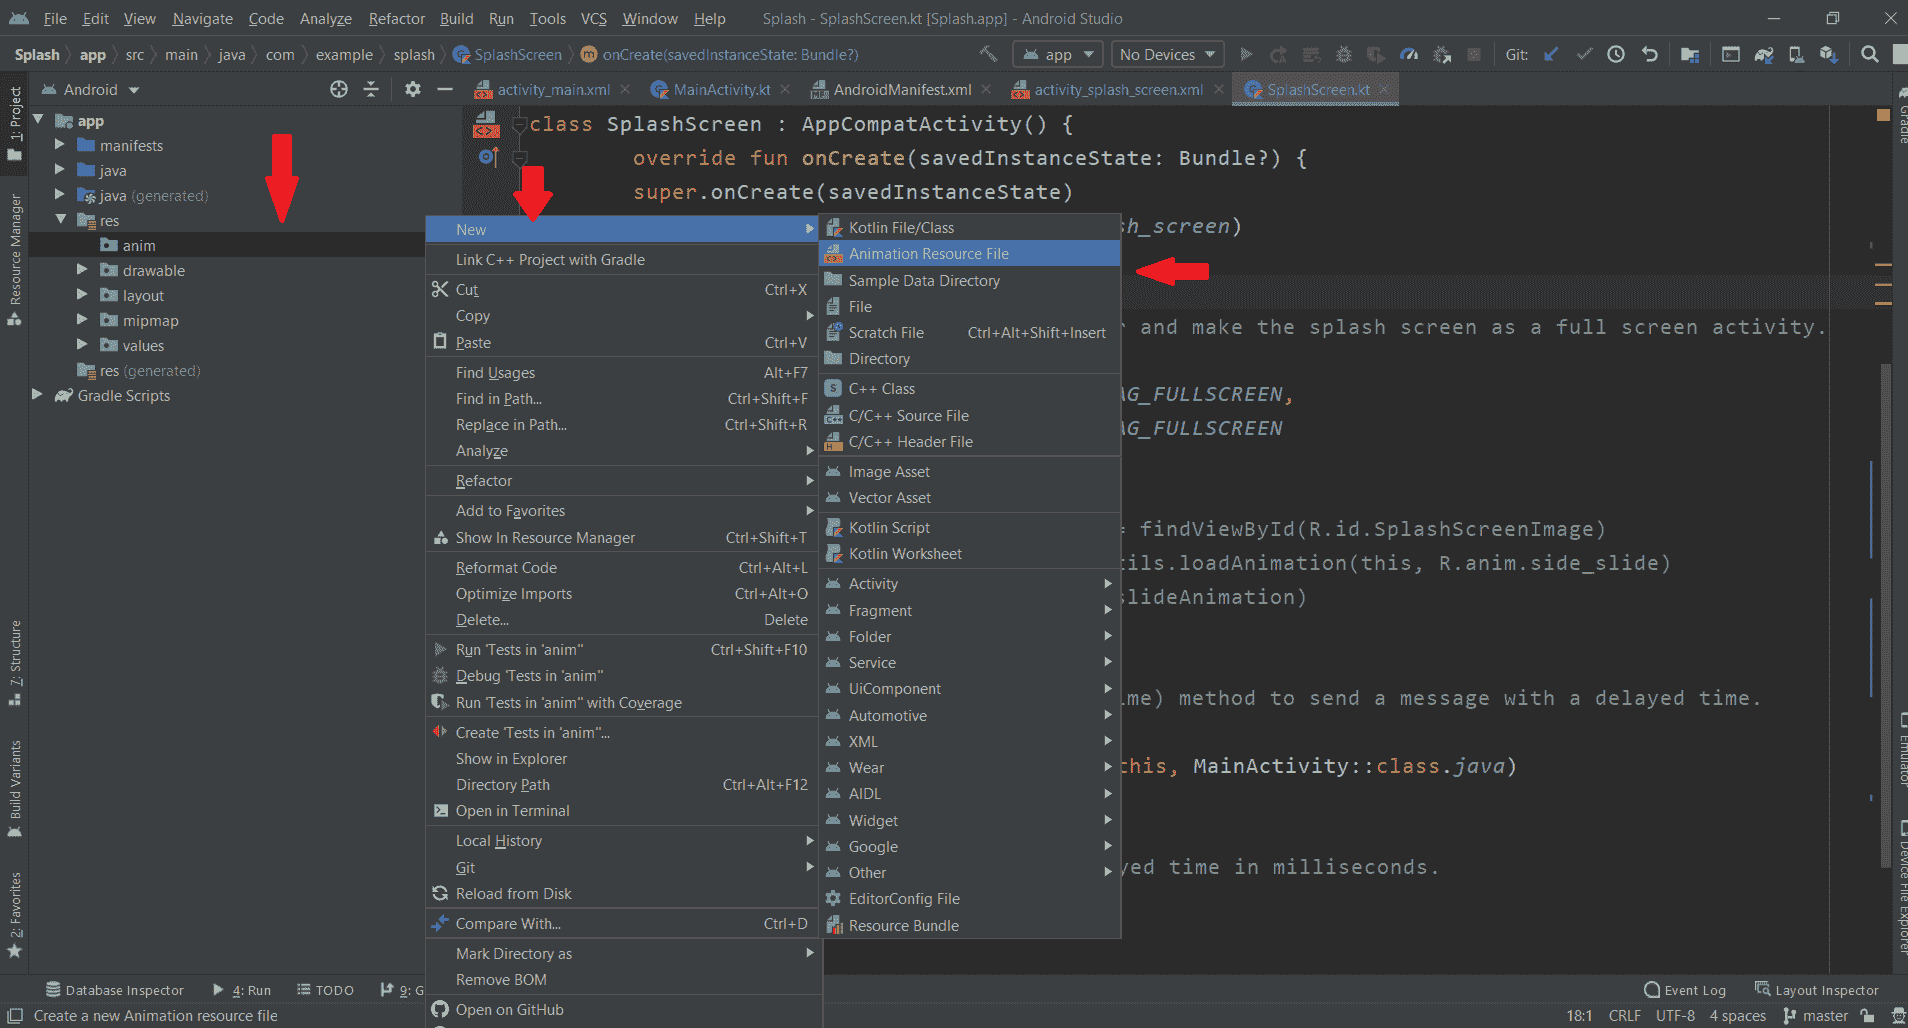 File Edit View Navigate Code Analyze Refactor Build Run Tools VCS Window Help Splash - SplashScreen.kt [Splash.app] - Android Studio
Splash app src main java com example splash SplashScreen onCreate(savedInstanceState: Bundle?) app No Devices Git:
Android activity_main.xml MainActivity.kt AndroidManifest.xml activity_splash_screen.xml SplashScreen.kt
1: Project
Resource Manager
7: Structure
Build Variants
2: Favorites
app
manifests
java
java (generated)
res
anim
drawable
layout
mipmap
values
res (generated)
Gradle Scripts
class SplashScreen : AppCompatActivity() {
override fun onCreate(savedInstanceState: Bundle?) {
super.onCreate(savedInstanceState)
sh_screen)
r and make the splash screen as a full screen activity.
AG_FULLSCREEN,
AG_FULLSCREEN
= findViewById(R.id.SplashScreenImage)
tils.loadAnimation(this, R.anim.side_slide)
slideAnimation)
ime) method to send a message with a delayed time.
this, MainActivity::class.java)
yed time in milliseconds.
New
Link C++ Project with Gradle
Cut Ctrl+X
Copy
Paste Ctrl+V
Find Usages Alt+F7
Find in Path... Ctrl+Shift+F
Replace in Path... Ctrl+Shift+R
Analyze
Refactor
Add to Favorites
Show In Resource Manager Ctrl+Shift+T
Reformat Code Ctrl+Alt+L
Optimize Imports Ctrl+Alt+O
Delete... Delete
Run 'Tests in 'anim'' Ctrl+Shift+F10
Debug 'Tests in 'anim''
Run 'Tests in 'anim'' with Coverage
Create 'Tests in 'anim''...
Show in Explorer
Directory Path Ctrl+Alt+F12
Open in Terminal
Local History
Git
Reload from Disk
Compare With... Ctrl+D
Mark Directory as
Remove BOM
Open on GitHub
Kotlin File/Class
Animation Resource File
Sample Data Directory
File
Scratch File Ctrl+Alt+Shift+Insert
Directory
C++ Class
C/C++ Source File
C/C++ Header File
Image Asset
Vector Asset
Kotlin Script
Kotlin Worksheet
Activity
Fragment
Folder
Service
UiComponent
Automotive
XML
Wear
AIDL
Widget
Google
Other
EditorConfig File
Resource Bundle
Gradle
Emulator
Device File Explorer
Database Inspector 4: Run TODO 9: G Event Log Layout Inspector
Create a new Animation resource file 18:1 CRLF UTF-8 4 spaces master